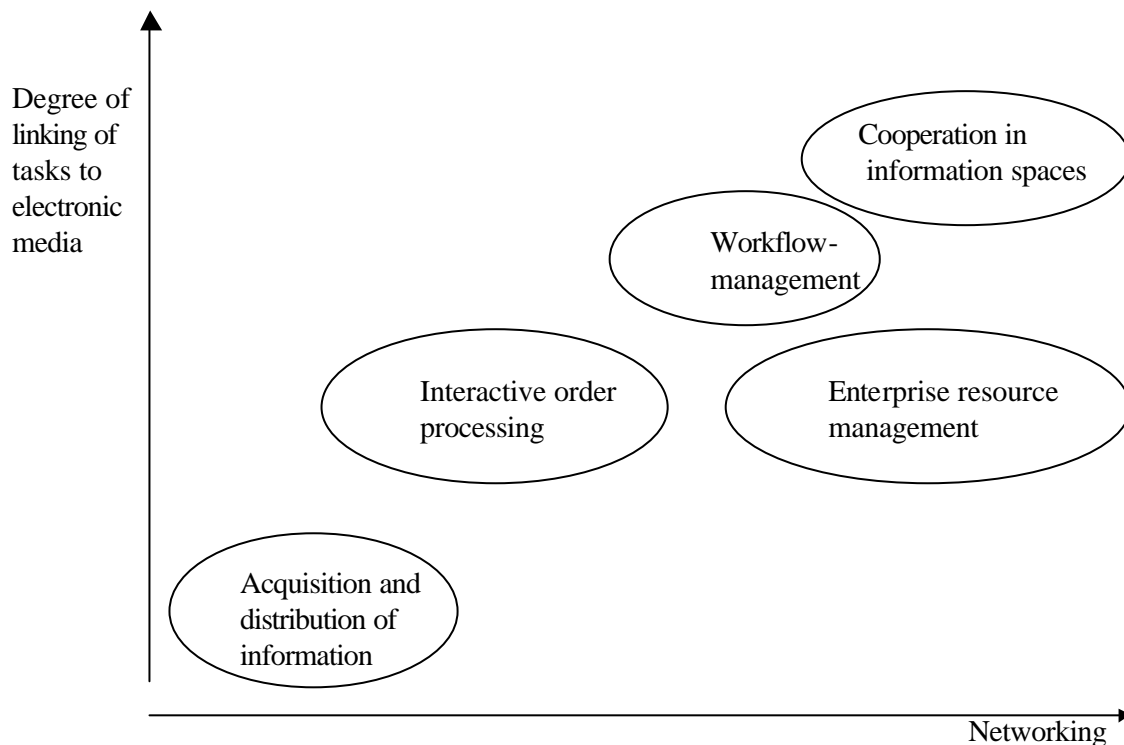 Degree of
linking of
tasks to
electronic
media
Cooperation in
information spaces
Workflow-
management
Interactive order
processing
Enterprise resource
management
Acquisition and
distribution of
information
Networking